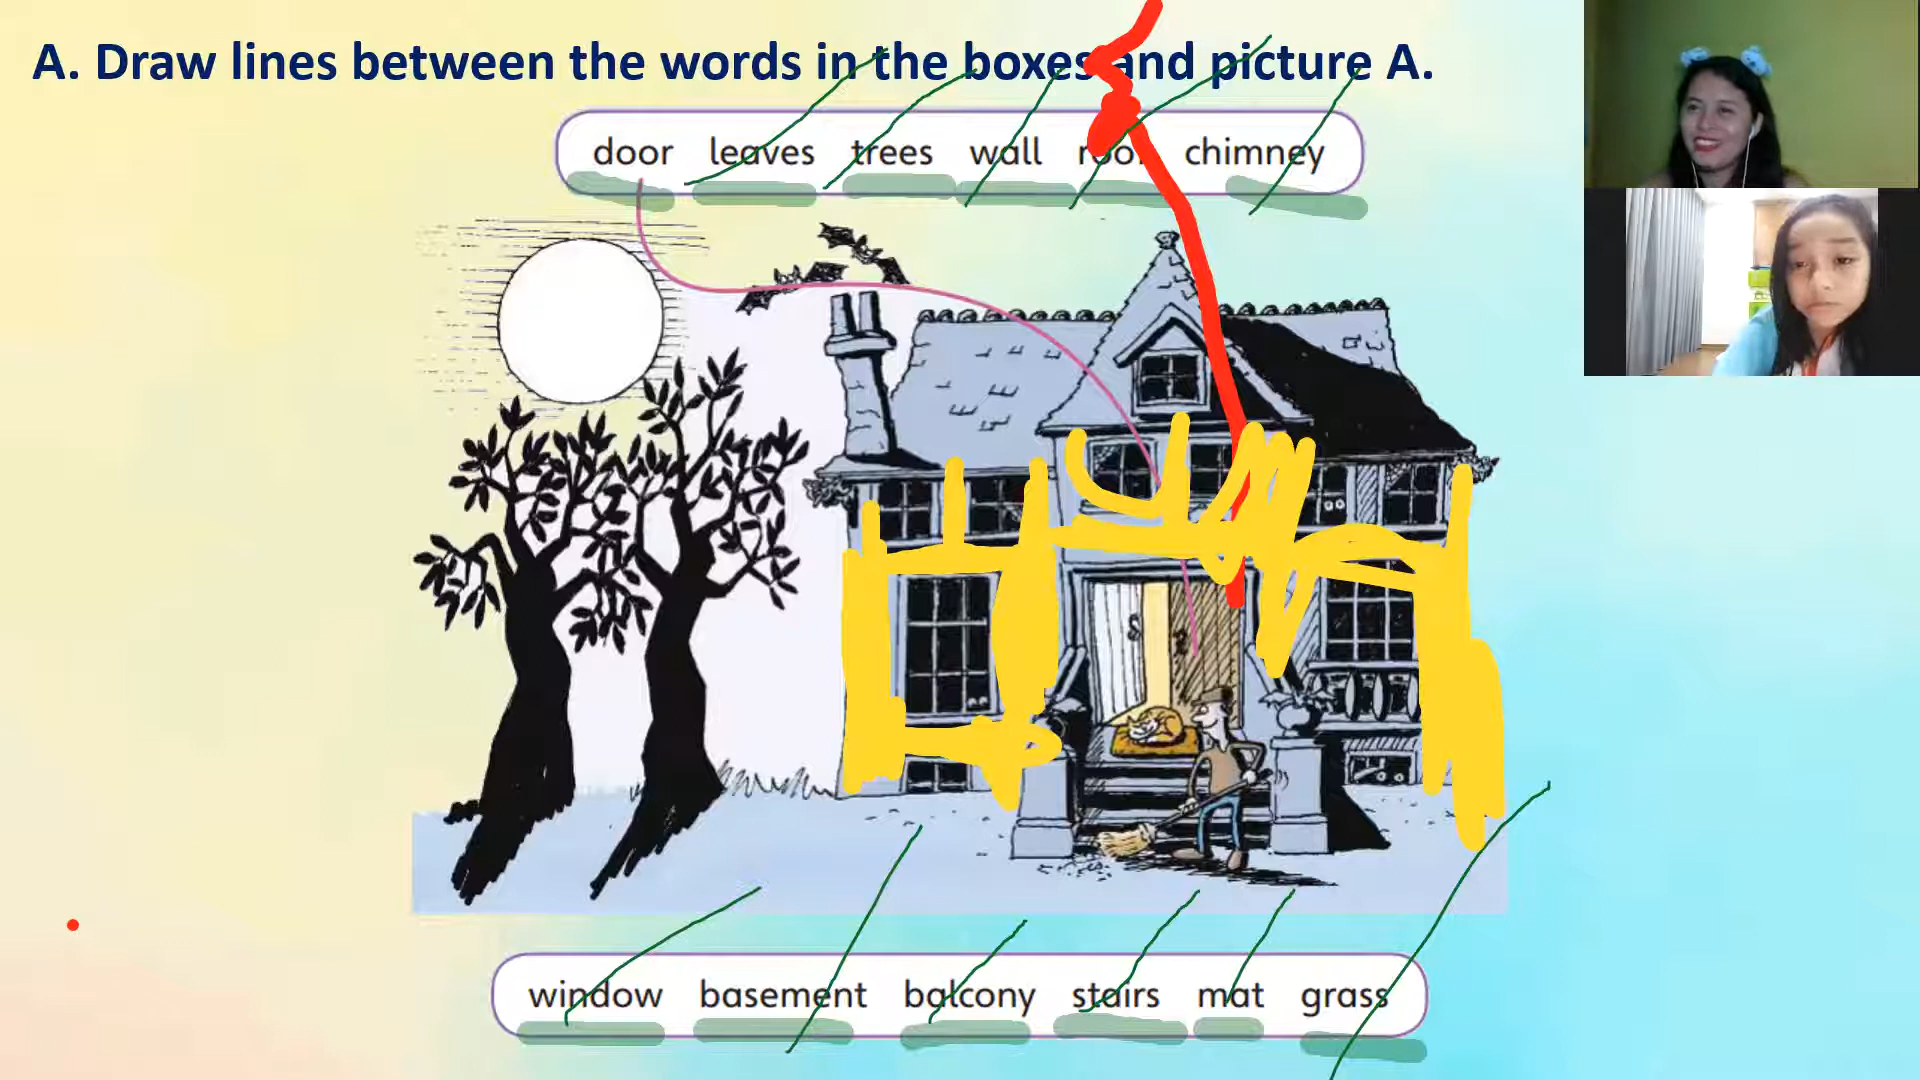 A. Draw lines between the words in the boxes and picture A.
door leaves trees wall roof chimney
window basement balcony stairs mat grass